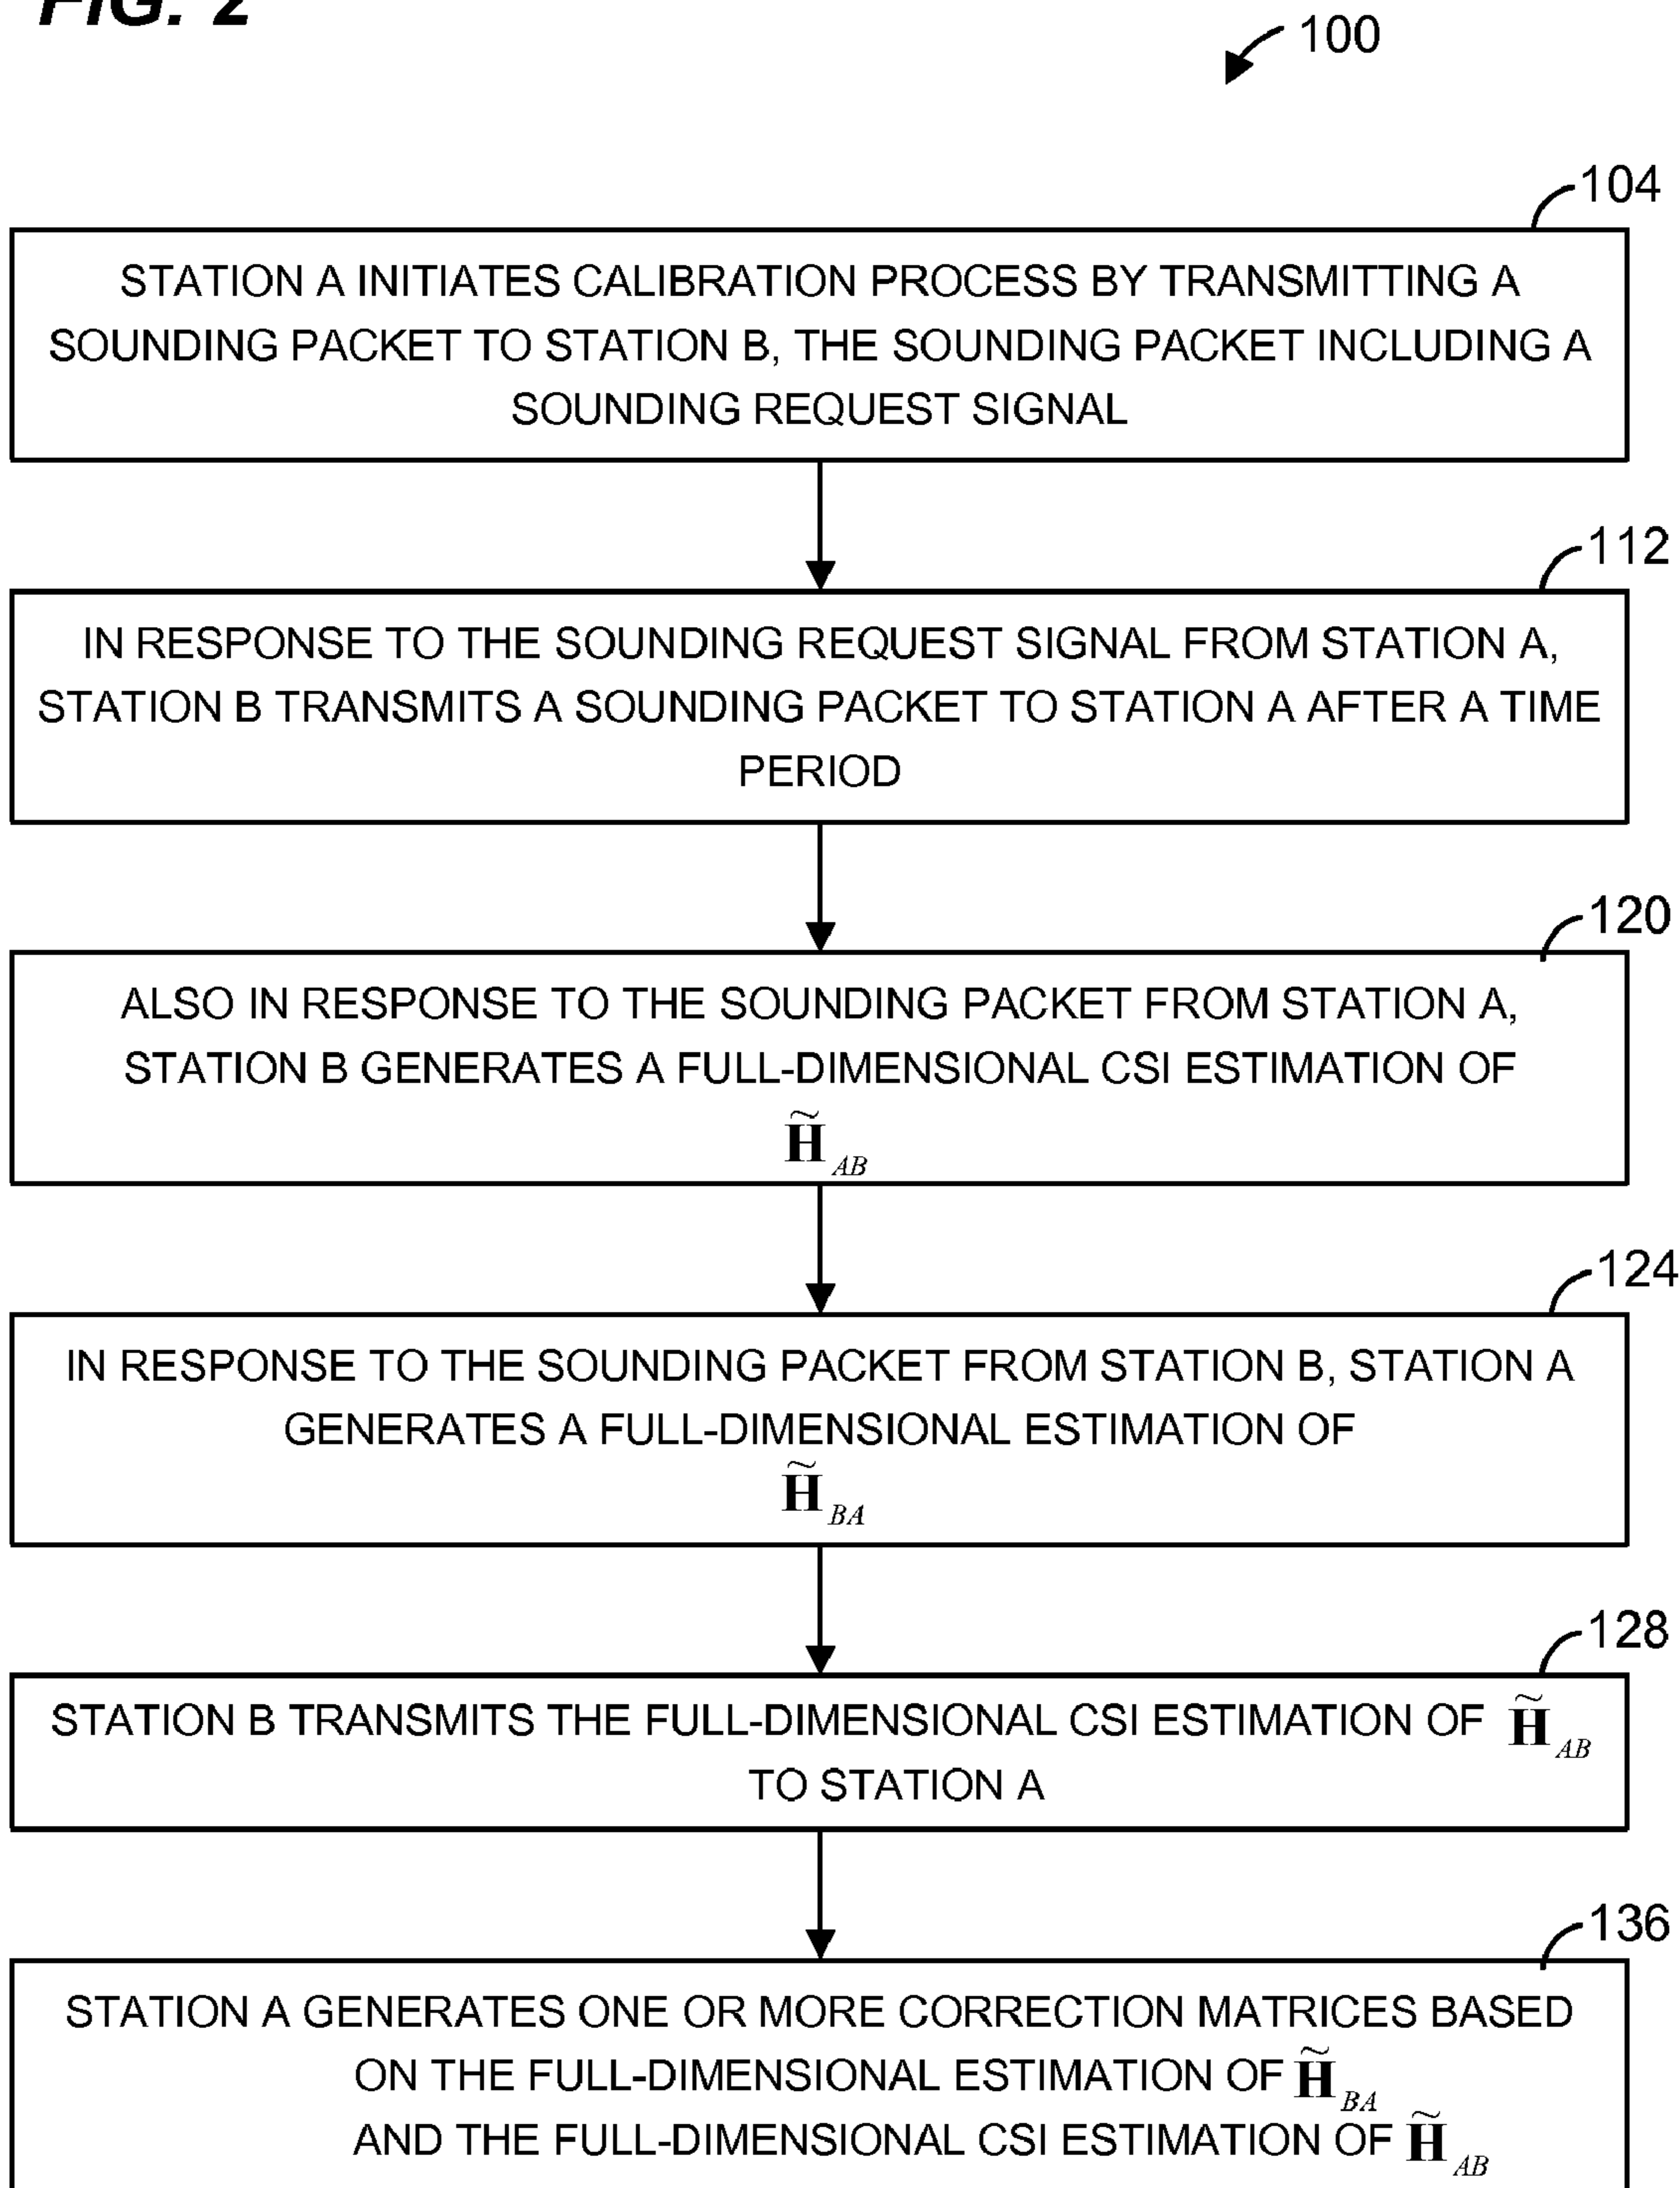 FIG. 2
100
104
STATION A INITIATES CALIBRATION PROCESS BY TRANSMITTING A
SOUNDING PACKET TO STATION B, THE SOUNDING PACKET INCLUDING A
SOUNDING REQUEST SIGNAL
112
IN RESPONSE TO THE SOUNDING REQUEST SIGNAL FROM STATION A,
STATION B TRANSMITS A SOUNDING PACKET TO STATION A AFTER A TIME
PERIOD
120
ALSO IN RESPONSE TO THE SOUNDING PACKET FROM STATION A,
STATION B GENERATES A FULL-DIMENSIONAL CSI ESTIMATION OF
H̃_AB
124
IN RESPONSE TO THE SOUNDING PACKET FROM STATION B, STATION A
GENERATES A FULL-DIMENSIONAL ESTIMATION OF
H̃_BA
128
STATION B TRANSMITS THE FULL-DIMENSIONAL CSI ESTIMATION OF H̃_AB
TO STATION A
136
STATION A GENERATES ONE OR MORE CORRECTION MATRICES BASED
ON THE FULL-DIMENSIONAL ESTIMATION OF H̃_BA
AND THE FULL-DIMENSIONAL CSI ESTIMATION OF H̃_AB